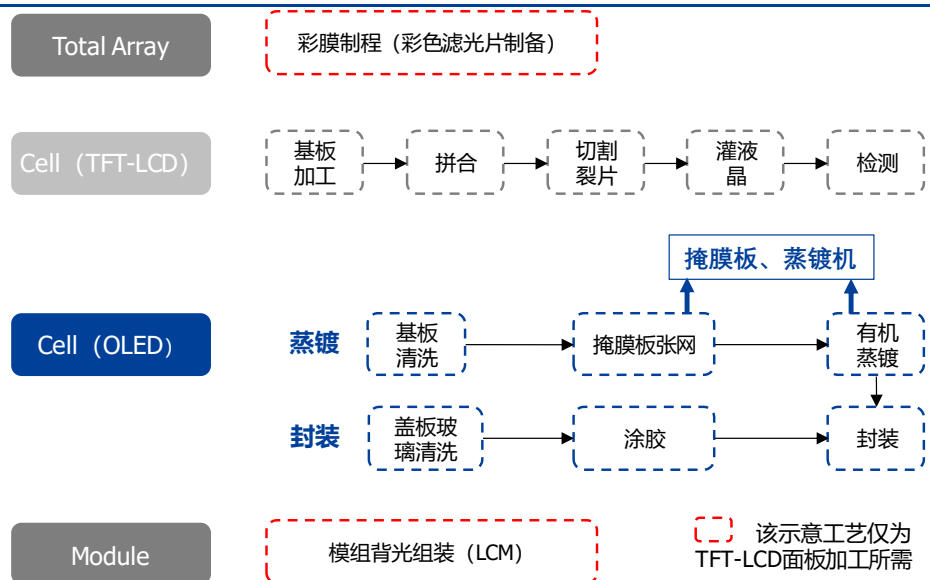 Total Array
彩膜制程（彩色滤光片制备）
Cell（TFT-LCD）
基板
加工
拼合
切割
裂片
灌液
晶
检测
掩膜板、蒸镀机
Cell（OLED）
蒸镀
基板
清洗
掩膜板张网
有机
蒸镀
封装
盖板玻
璃清洗
涂胶
封装
Module
模组背光组装（LCM）
该示意工艺仅为
TFT-LCD面板加工所需